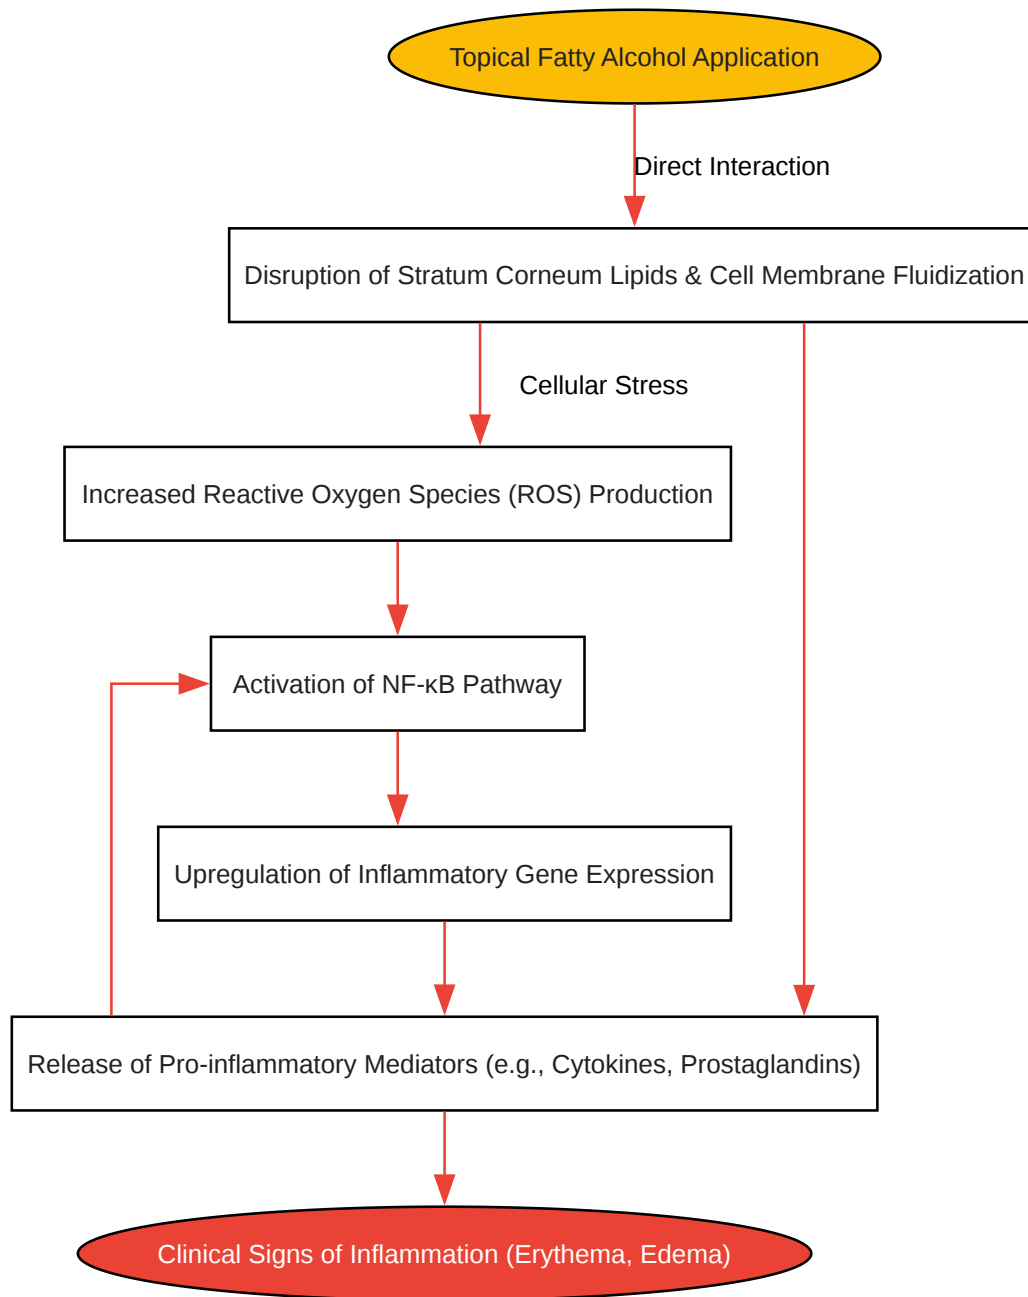 Topical Fatty Alcohol Application
Direct Interaction
Disruption of Stratum Corneum Lipids & Cell Membrane Fluidization
Cellular Stress
Increased Reactive Oxygen Species (ROS) Production
Activation of NF-κB Pathway
Upregulation of Inflammatory Gene Expression
Release of Pro-inflammatory Mediators (e.g., Cytokines, Prostaglandins)
Clinical Signs of Inflammation (Erythema, Edema)